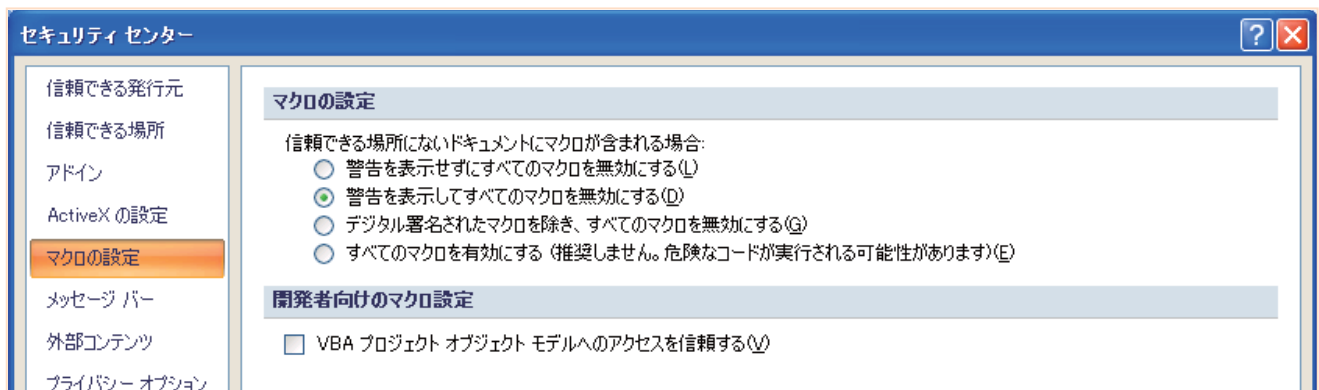 セキュリティ センター
信頼できる発行元
信頼できる場所
アドイン
ActiveX の設定
マクロの設定
メッセージ バー
外部コンテンツ
プライバシー オプション
マクロの設定
信頼できる場所にないドキュメントにマクロが含まれる場合:
警告を表示せずにすべてのマクロを無効にする(L)
警告を表示してすべてのマクロを無効にする(D)
デジタル署名されたマクロを除き、すべてのマクロを無効にする(G)
すべてのマクロを有効にする (推奨しません。危険なコードが実行される可能性があります)(E)
開発者向けのマクロ設定
VBA プロジェクト オブジェクト モデルへのアクセスを信頼する(V)